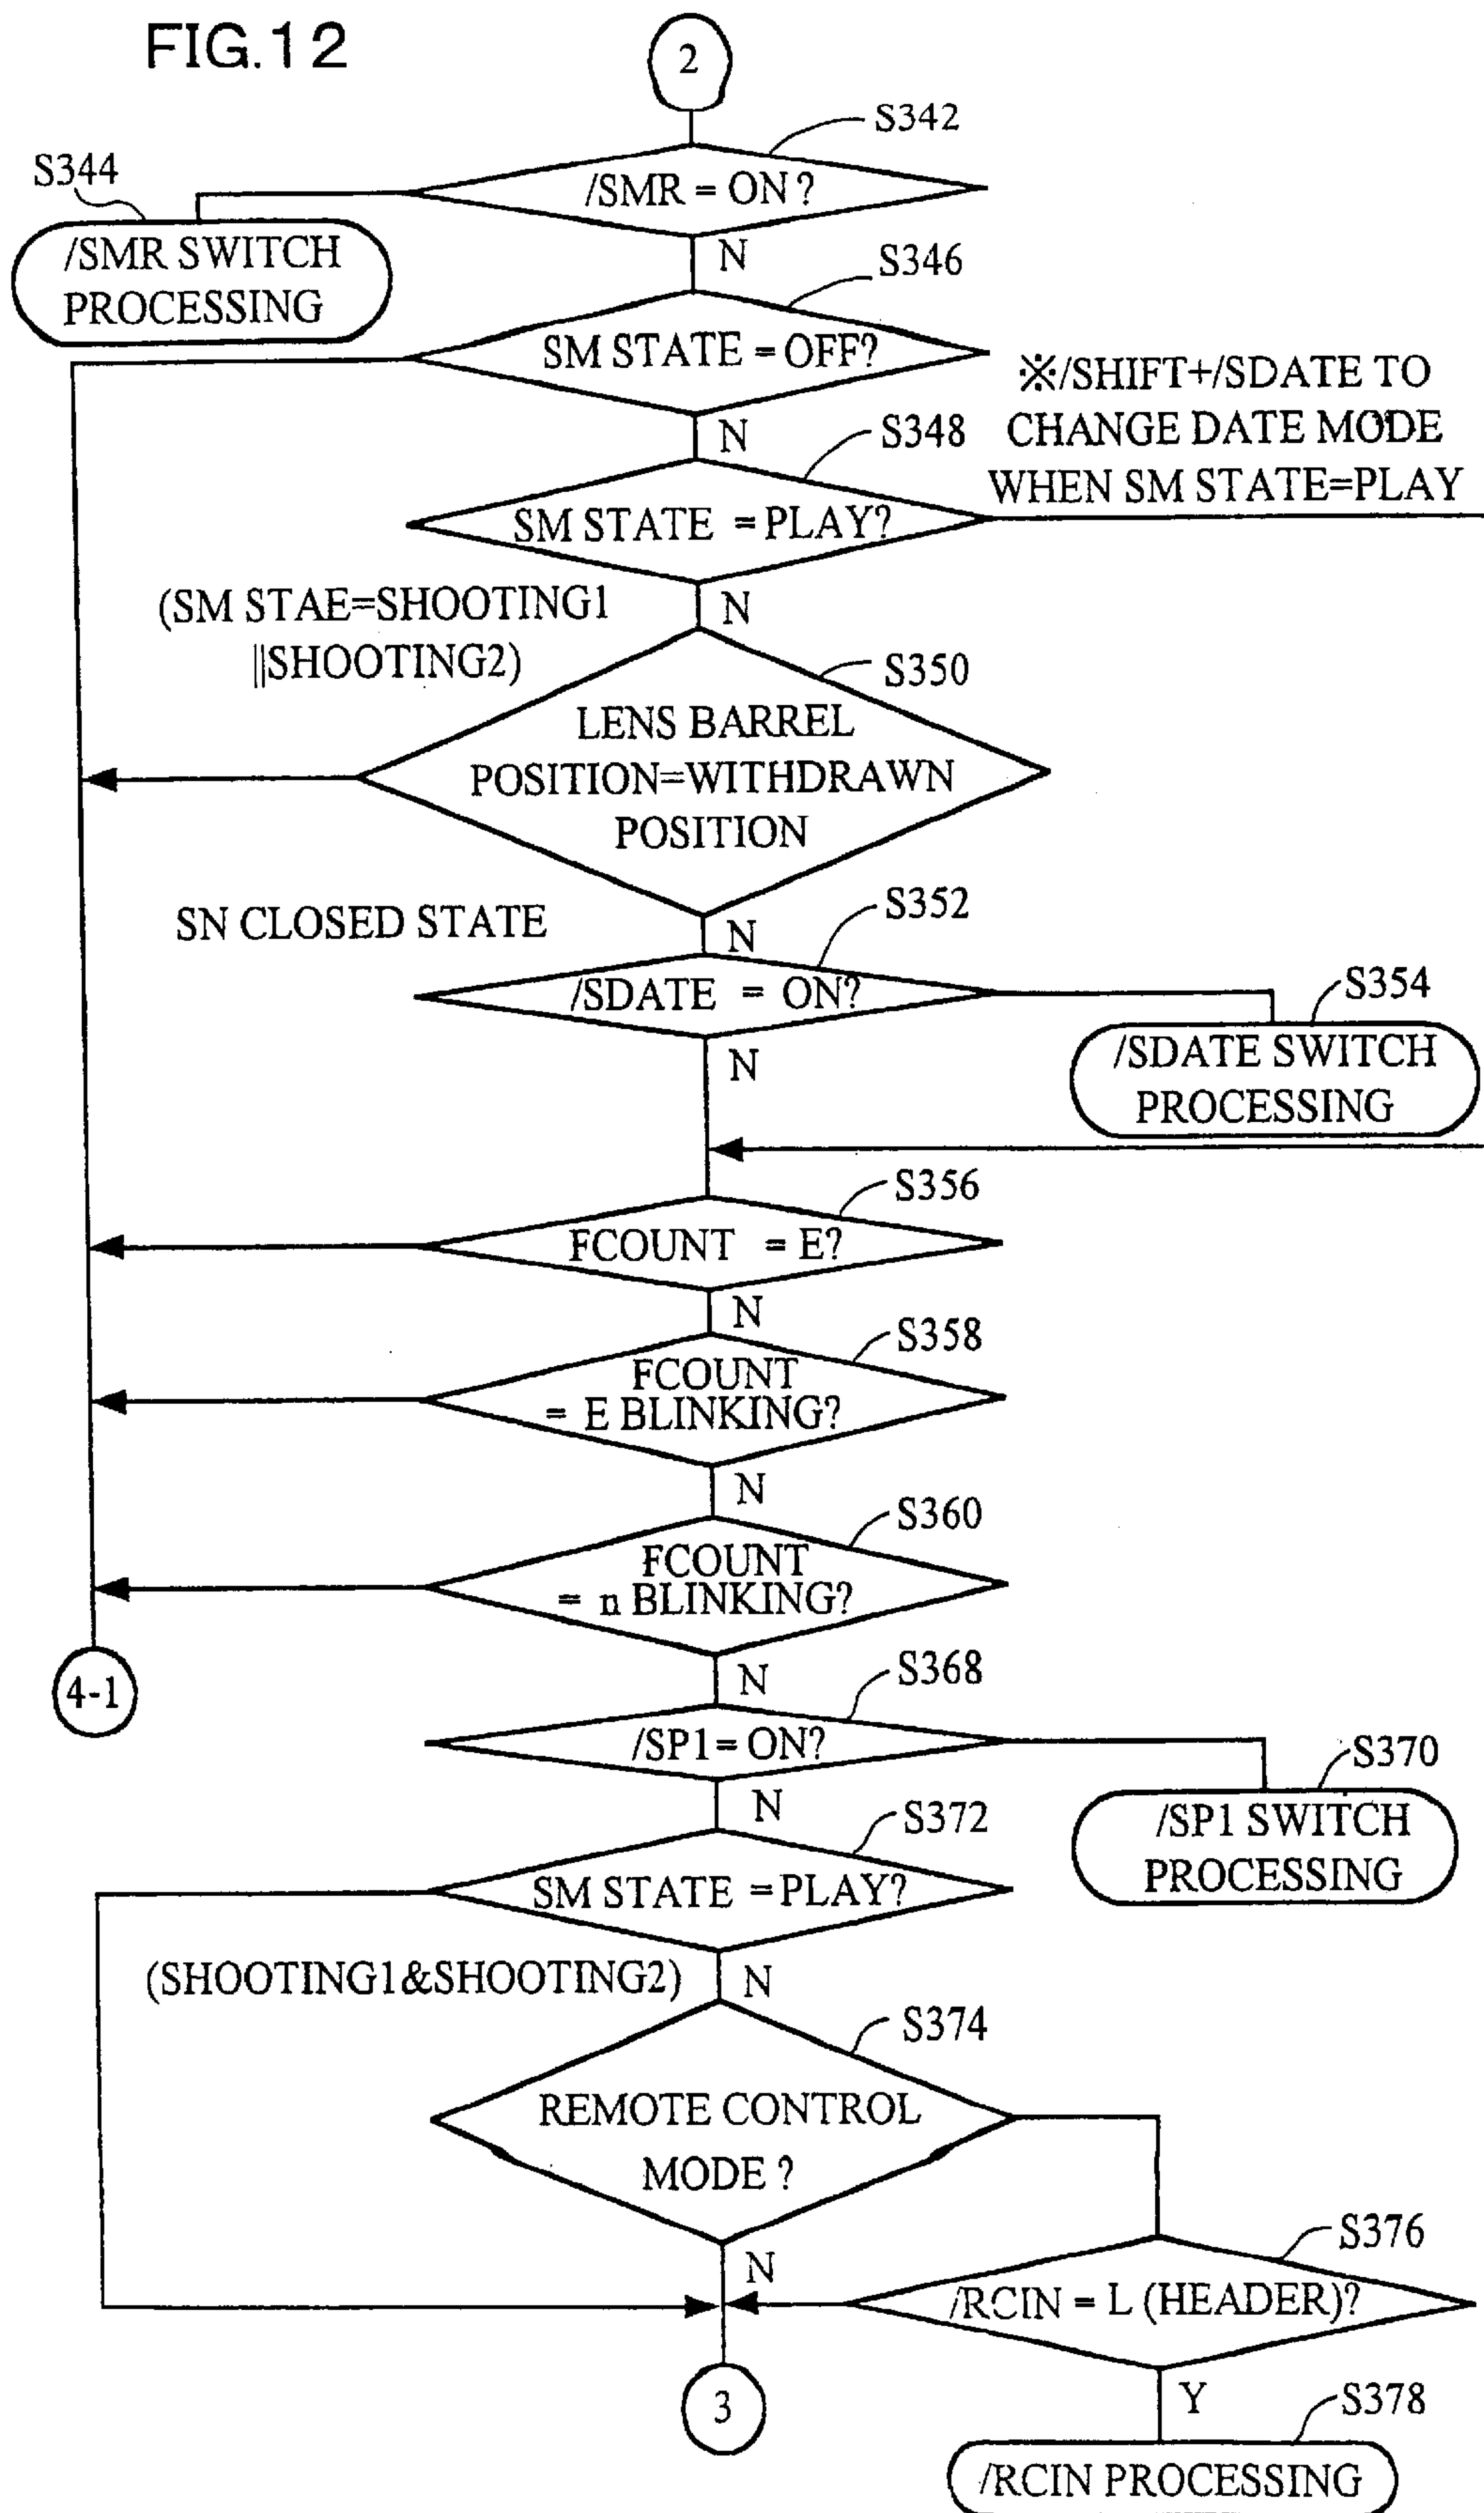 FIG.12
2
S342
/SMR = ON ?
S344
/SMR SWITCH
PROCESSING
N
S346
SM STATE = OFF?
※/SHIFT+/SDATE TO
CHANGE DATE MODE
WHEN SM STATE=PLAY
N
S348
SM STATE = PLAY?
(SM STAE=SHOOTING1
||SHOOTING2)
N
S350
LENS BARREL
POSITION=WITHDRAWN
POSITION
SN CLOSED STATE
N
S352
/SDATE = ON?
S354
/SDATE SWITCH
PROCESSING
N
S356
FCOUNT = E?
N
S358
FCOUNT
= E BLINKING?
N
S360
FCOUNT
= n BLINKING?
4-1
N
S368
/SP1= ON?
S370
/SP1 SWITCH
PROCESSING
N
S372
SM STATE =PLAY?
(SHOOTING1&SHOOTING2)
N
S374
REMOTE CONTROL
MODE ?
N
S376
/RCIN = L (HEADER)?
3
Y
S378
/RCIN PROCESSING